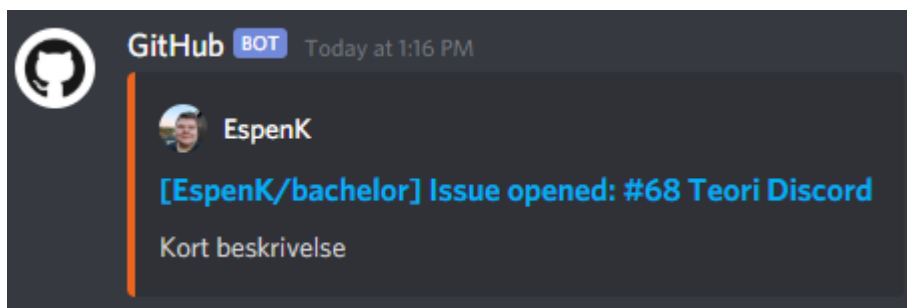 GitHub BOT Today at 1:16 PM
EspenK
[EspenK/bachelor] Issue opened: #68 Teori Discord
Kort beskrivelse